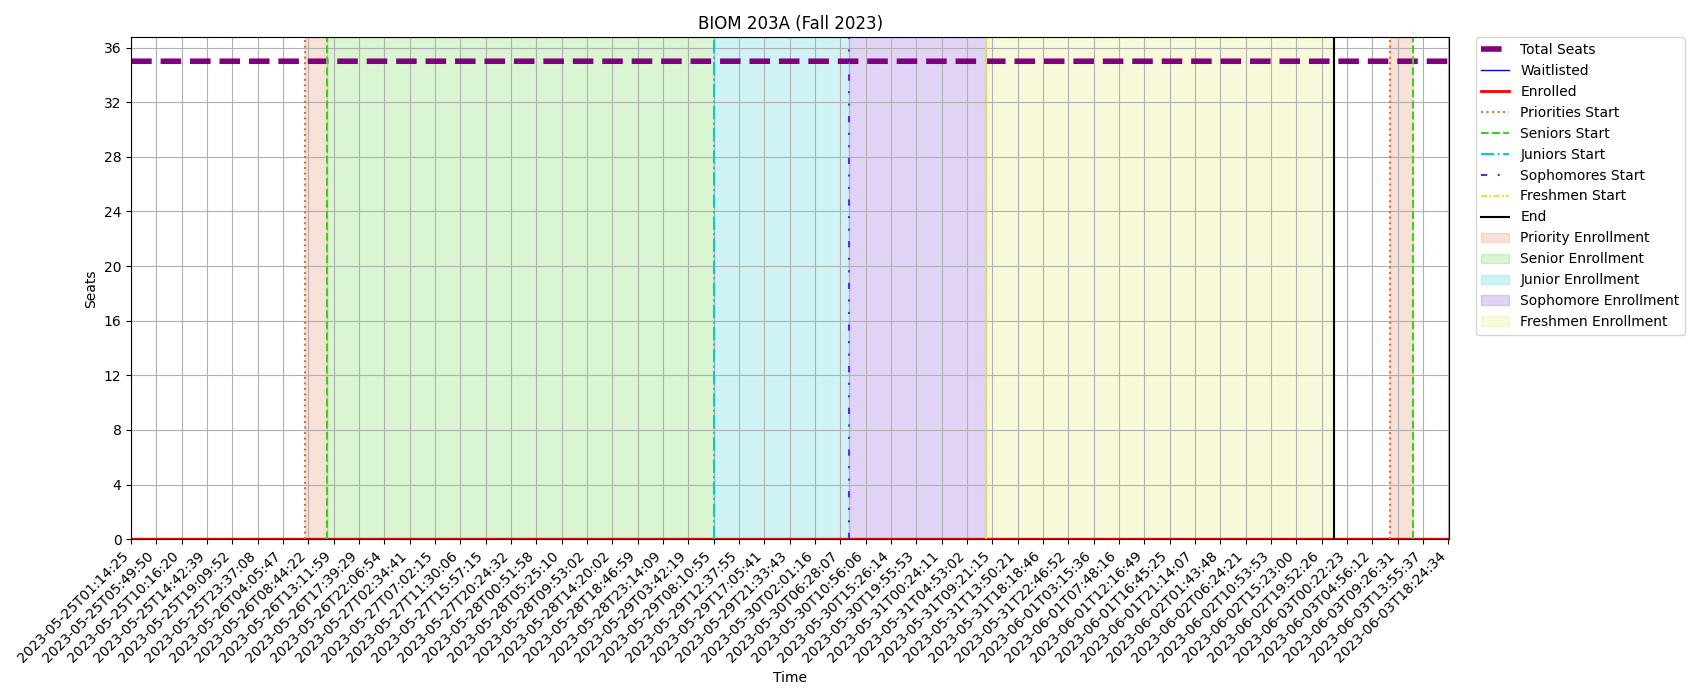 BIOM 203A (Fall 2023)
Seats
36
32
28
24
20
16
12
8
4
0
2023-05-25T01:14:25
2023-05-25T05:49:50
2023-05-25T10:16:20
2023-05-25T14:42:39
2023-05-25T19:09:52
2023-05-25T23:37:08
2023-05-26T04:05:47
2023-05-26T08:44:22
2023-05-26T13:11:59
2023-05-26T17:39:29
2023-05-26T22:06:54
2023-05-27T02:34:41
2023-05-27T07:02:15
2023-05-27T11:30:06
2023-05-27T15:57:15
2023-05-27T20:24:32
2023-05-28T00:51:58
2023-05-28T05:25:10
2023-05-28T09:53:02
2023-05-28T14:20:02
2023-05-28T18:46:59
2023-05-28T23:14:09
2023-05-29T03:42:19
2023-05-29T08:10:55
2023-05-29T12:37:55
2023-05-29T17:05:41
2023-05-29T21:33:43
2023-05-30T02:01:16
2023-05-30T06:28:07
2023-05-30T10:56:06
2023-05-30T15:26:14
2023-05-30T19:55:53
2023-05-31T00:24:11
2023-05-31T04:53:02
2023-05-31T09:21:15
2023-05-31T13:50:21
2023-05-31T18:18:46
2023-05-31T22:46:52
2023-06-01T03:15:36
2023-06-01T07:48:16
2023-06-01T12:16:49
2023-06-01T16:45:25
2023-06-01T21:14:07
2023-06-02T01:43:48
2023-06-02T06:24:21
2023-06-02T10:53:53
2023-06-02T15:23:00
2023-06-02T19:52:26
2023-06-03T00:22:23
2023-06-03T04:56:12
2023-06-03T09:26:31
2023-06-03T13:55:37
2023-06-03T18:24:34
Time
Total Seats
Waitlisted
Enrolled
Priorities Start
Seniors Start
Juniors Start
Sophomores Start
Freshmen Start
End
Priority Enrollment
Senior Enrollment
Junior Enrollment
Sophomore Enrollment
Freshmen Enrollment